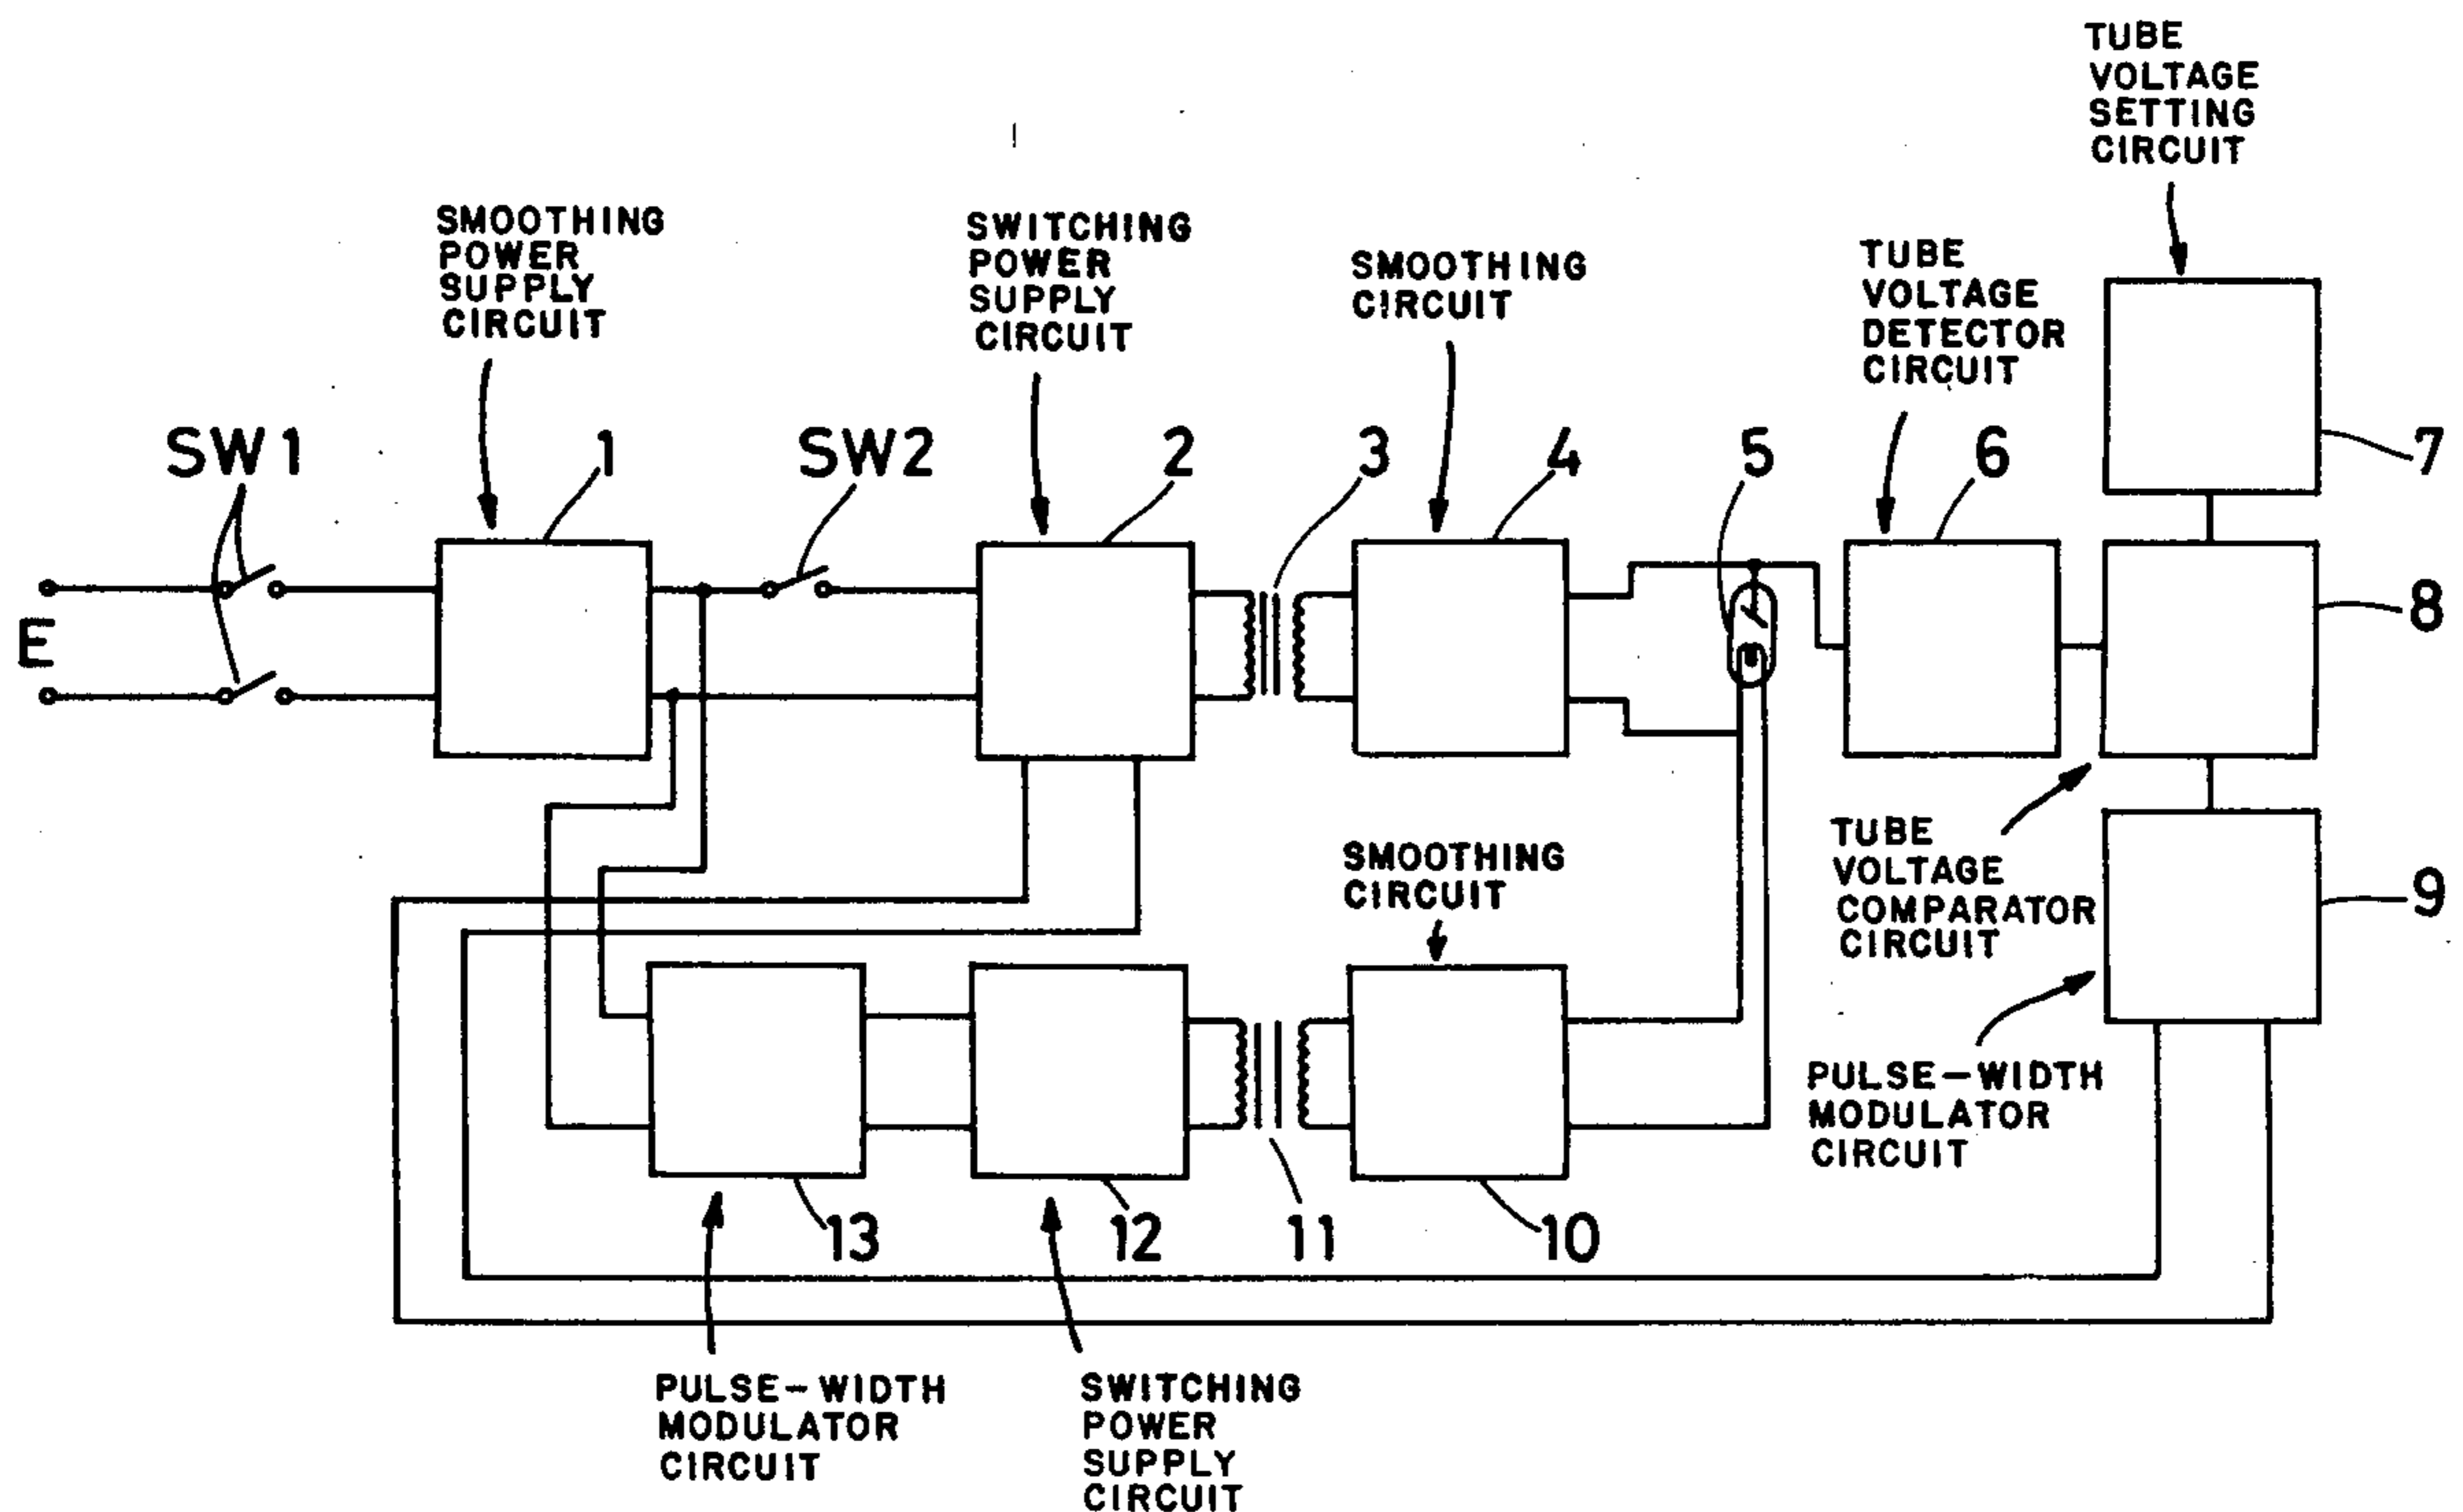 TUBE
VOLTAGE
SETTING
CIRCUIT
SMOOTHING
POWER
SUPPLY
CIRCUIT
SWITCHING
POWER
SUPPLY
CIRCUIT
SMOOTHING
CIRCUIT
TUBE
VOLTAGE
DETECTOR
CIRCUIT
SW1
1
SW2
2
3
4
5
6
7
E
8
TUBE
VOLTAGE
COMPARATOR
CIRCUIT
SMOOTHING
CIRCUIT
9
PULSE-WIDTH
MODULATOR
CIRCUIT
13
12
11
10
PULSE-WIDTH
MODULATOR
CIRCUIT
SWITCHING
POWER
SUPPLY
CIRCUIT